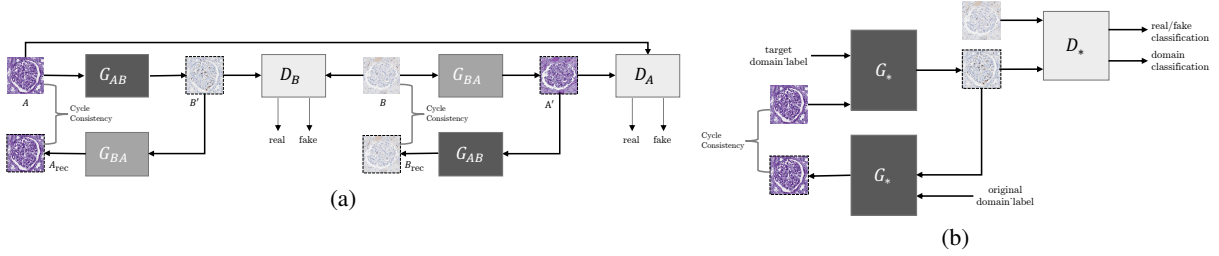 A
G_AB
B′
D_B
B
G_BA
A′
D_A
Cycle
Consistency
real
fake
Cycle
Consistency
real
fake
A_rec
G_BA
B_rec
G_AB
(a)
target
domain label
G_*
D_*
real/fake
classification
domain
classification
Cycle
Consistency
G_*
original
domain label
(b)